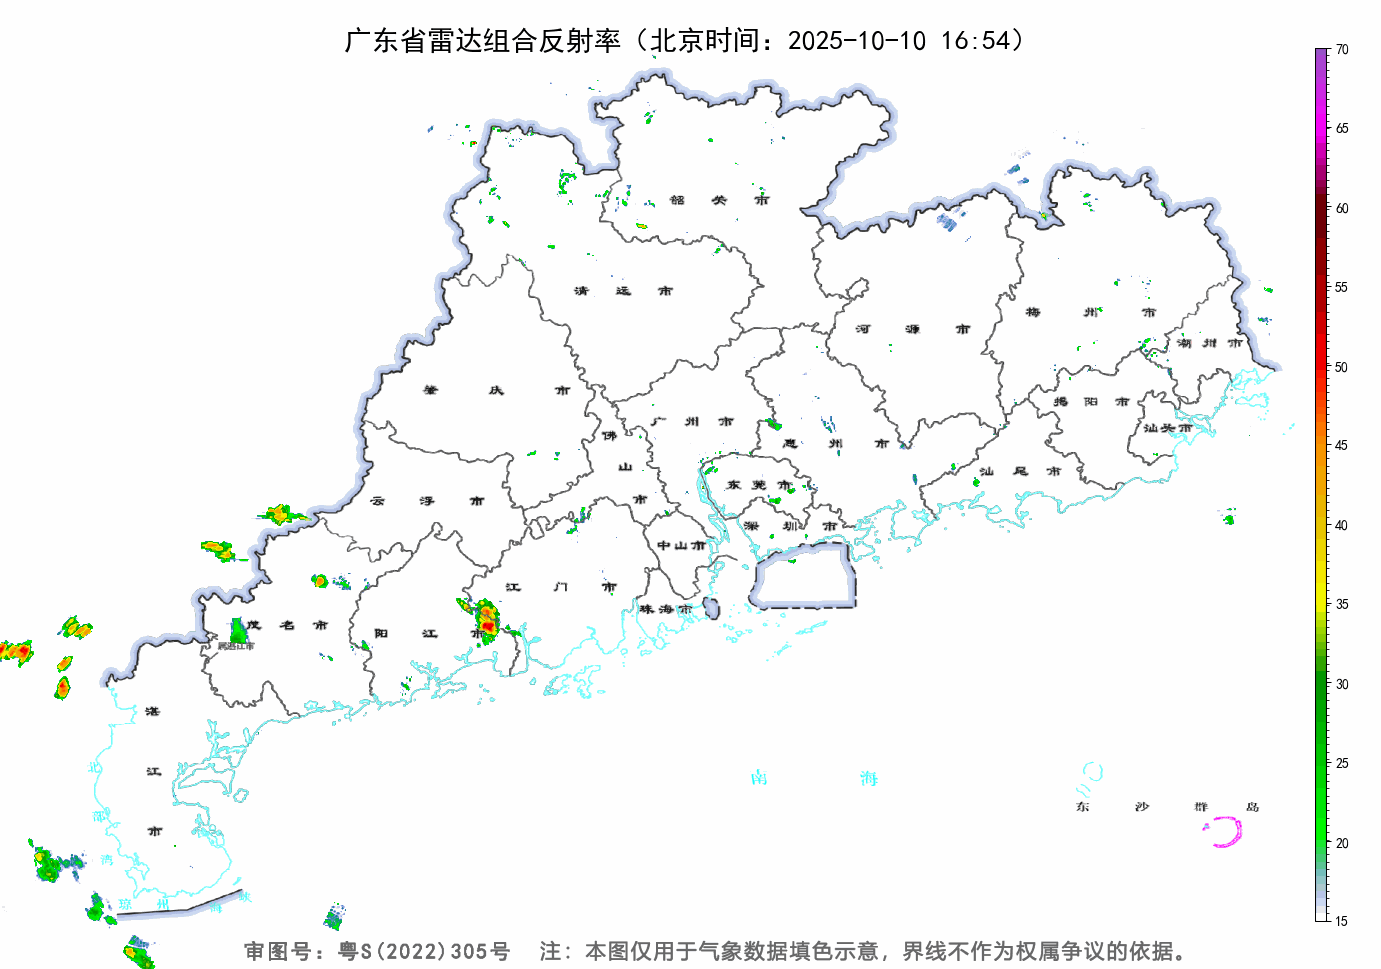 广东省雷达组合反射率（北京时间：2025-10-10 16:54）
70
65
60
55
50
45
40
35
30
25
20
15
韶关市
清远市
河源市
梅州市
潮州市
肇庆市
广州市
揭阳市
汕头市
佛山市
惠州市
云浮市
东莞市
汕尾市
深圳市
中山市
江门市
珠海市
茂名市
阳江市
属湛江市
湛江市
北部湾
南海
东沙群岛
琼州海峡
审图号：粤S(2022)305号 注：本图仅用于气象数据填色示意，界线不作为权属争议的依据。